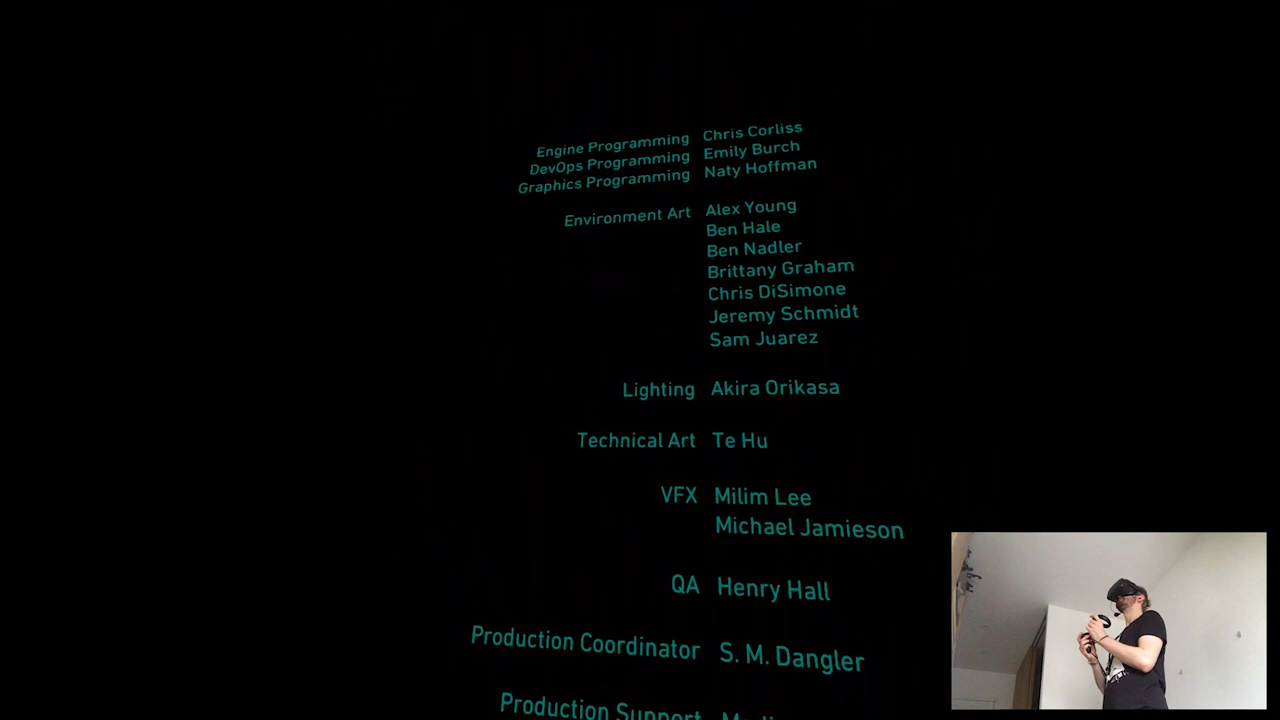 Engine Programming Chris Corliss
DevOps Programming Emily Burch
Graphics Programming Naty Hoffman
Environment Art Alex Young
Ben Hale
Ben Nadler
Brittany Graham
Chris DiSimone
Jeremy Schmidt
Sam Juarez
Lighting Akira Orikasa
Technical Art Te Hu
VFX Milim Lee
Michael Jamieson
QA Henry Hall
Production Coordinator S. M. Dangler
Production Support